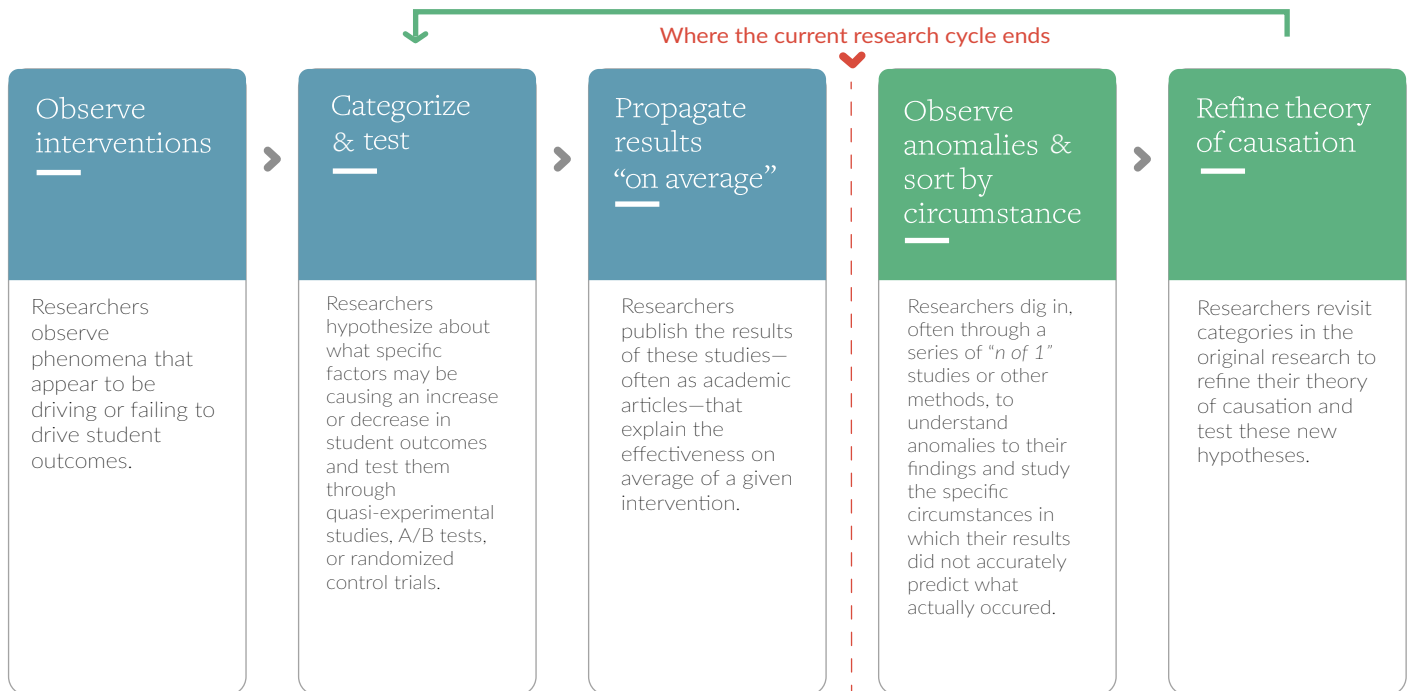 Where the current research cycle ends
Observe
interventions
Researchers
observe
phenomena that
appear to be
driving or failing to
drive student
outcomes.
Categorize
& test
Researchers
hypothesize about
what specific
factors may be
causing an increase
or decrease in
student outcomes
and test them
through
quasi-experimental
studies, A/B tests,
or randomized
control trials.
Propagate
results
“on average”
Researchers
publish the results
of these studies—
often as academic
articles—that
explain the
effectiveness on
average of a given
intervention.
Observe
anomalies &
sort by
circumstance
Researchers dig in,
often through a
series of “n of 1”
studies or other
methods, to
understand
anomalies to their
findings and study
the specific
circumstances in
which their results
did not accurately
predict what
actually occured.
Refine theory
of causation
Researchers revisit
categories in the
original research to
refine their theory
of causation and
test these new
hypotheses.